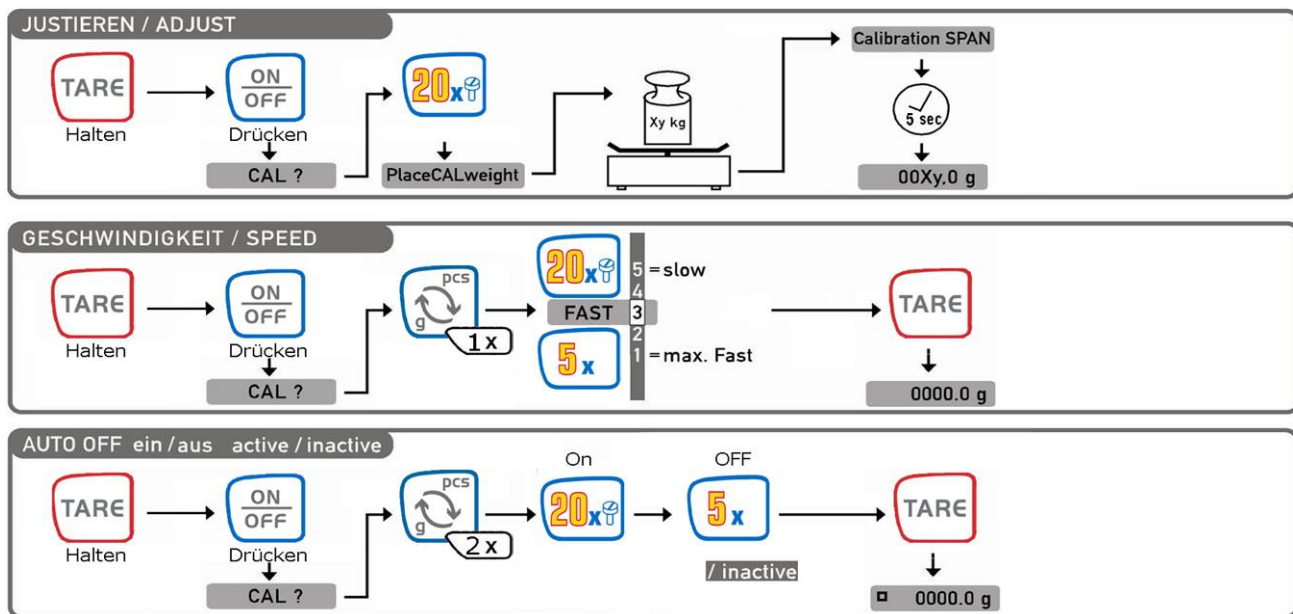 JUSTIEREN / ADJUST
TARE
Halten
ON
OFF
Drücken
CAL ?
20x
PlaceCALweight
Xy kg
Calibration SPAN
5 sec
00Xy,0 g
GESCHWINDIGKEIT / SPEED
TARE
Halten
ON
OFF
Drücken
CAL ?
pcs
g
1x
20x
5 = slow
4
FAST 3
2
5x
1 = max. Fast
TARE
0000.0 g
AUTO OFF ein / aus active / inactive
TARE
Halten
ON
OFF
Drücken
CAL ?
pcs
g
2x
On
20x
OFF
5x
/ inactive
TARE
0000.0 g